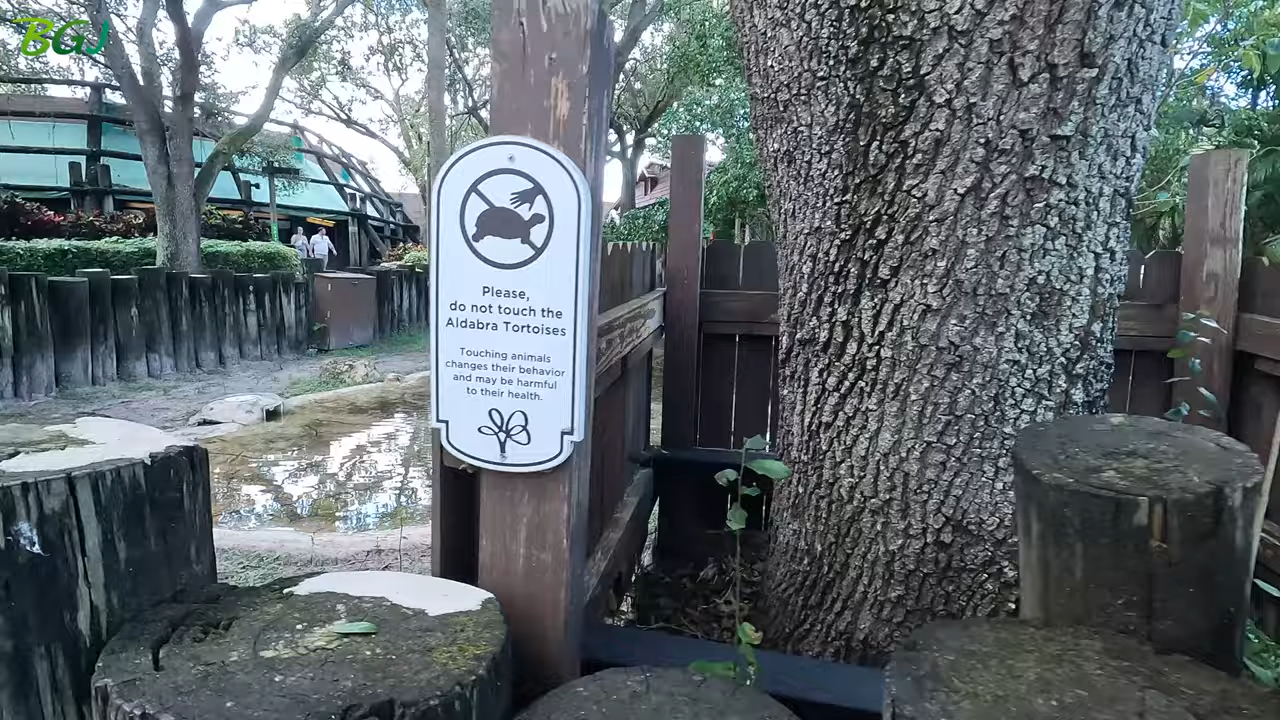 BGJ
Please,
do not touch the
Aldabra Tortoises
Touching animals
changes their behavior
and may be harmful
to their health.